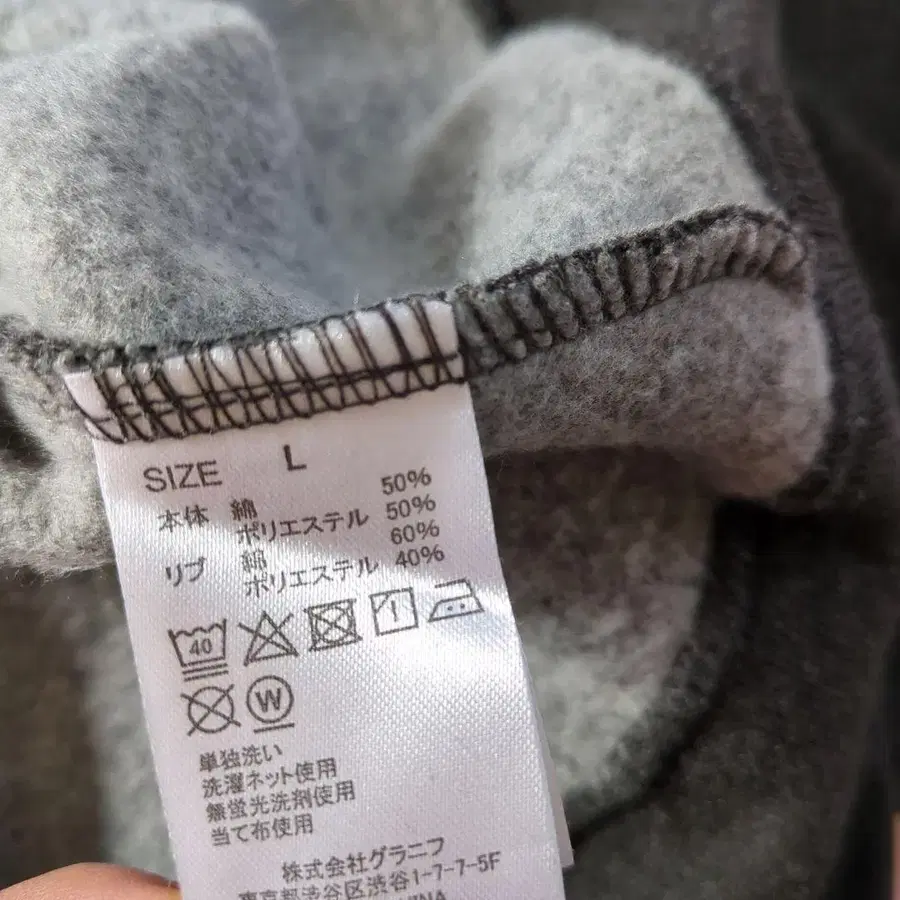 SIZE L
本体 綿 50%
ポリエステル 50%
リブ 綿 60%
ポリエステル 40%
40
W
単独洗い
洗濯ネット使用
無蛍光洗剤使用
当て布使用
株式会社グラニフ
東京都渋谷区渋谷1-7-7-5F